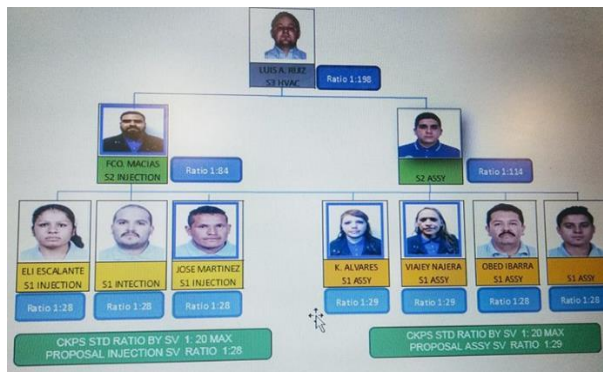 LUIS A. RUIZ
S3 HVAC
Ratio 1:198
FCO. MACIAS
S2 INJECTION
Ratio 1:84
S2 ASSY
Ratio 1:114
ELI ESCALANTE
S1 INJECTION
S1 INTECTION
JOSE MARTINEZ
S1 INJECTION
K. ALVARES
S1 ASSY
VIAJEY NAJERA
S1 ASSY
OBED IBARRA
S1 ASSY
S1 ASSY
Ratio 1:28
Ratio 1:28
Ratio 1:28
Ratio 1:29
Ratio 1:29
Ratio 1:28
Ratio 1:28
CKPS STD RATIO BY SV 1: 20 MAX
PROPOSAL INJECTION SV RATIO 1:28
CKPS STD RATIO BY SV 1: 20 MAX
PROPOSAL ASSY SV RATIO 1:29